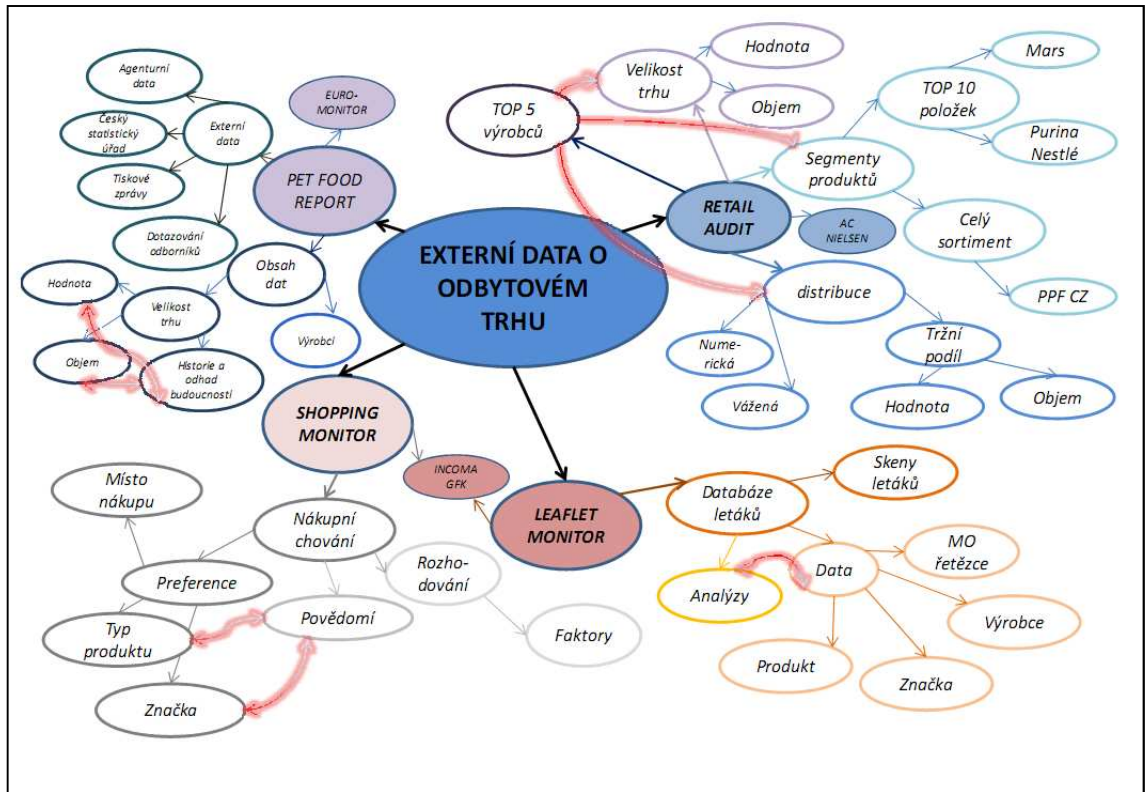 Agenturní
data
Český
statistický
úřad
Externí
data
Tiskové
zprávy
Dotazování
odborníků
EURO-
MONITOR
PET FOOD
REPORT
Obsah
dat
Hodnota
Velikost
trhu
Objem
Historie a
odhad
budoucnosti
Výrobci
EXTERNÍ DATA O
ODBYTOVÉM
TRHU
TOP 5
výrobců
Velikost
trhu
Hodnota
Objem
TOP 10
položek
Mars
Purina
Nestlé
Segmenty
produktů
RETAIL
AUDIT
AC
NIELSEN
Celý
sortiment
PPF CZ
distribuce
Nume-
rická
Vážená
Tržní
podíl
Hodnota
Objem
SHOPPING
MONITOR
INCOMA
GFK
LEAFLET
MONITOR
Místo
nákupu
Nákupní
chování
Preference
Typ
produktu
Povědomí
Značka
Rozho-
dování
Faktory
Databáze
letáků
Skeny
letáků
Analýzy
Data
MO
řetězce
Výrobce
Produkt
Značka